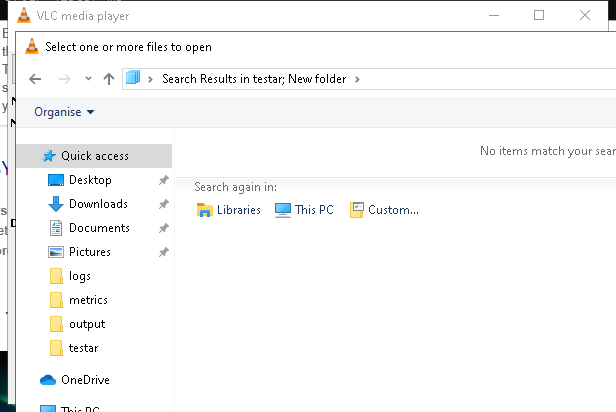 VLC media player
Select one or more files to open
Search Results in testar; New folder
Organise
Quick access
No items match your sear
Search again in:
Desktop
Libraries
This PC
Custom...
Downloads
Documents
Pictures
logs
metrics
output
testar
OneDrive
This PC